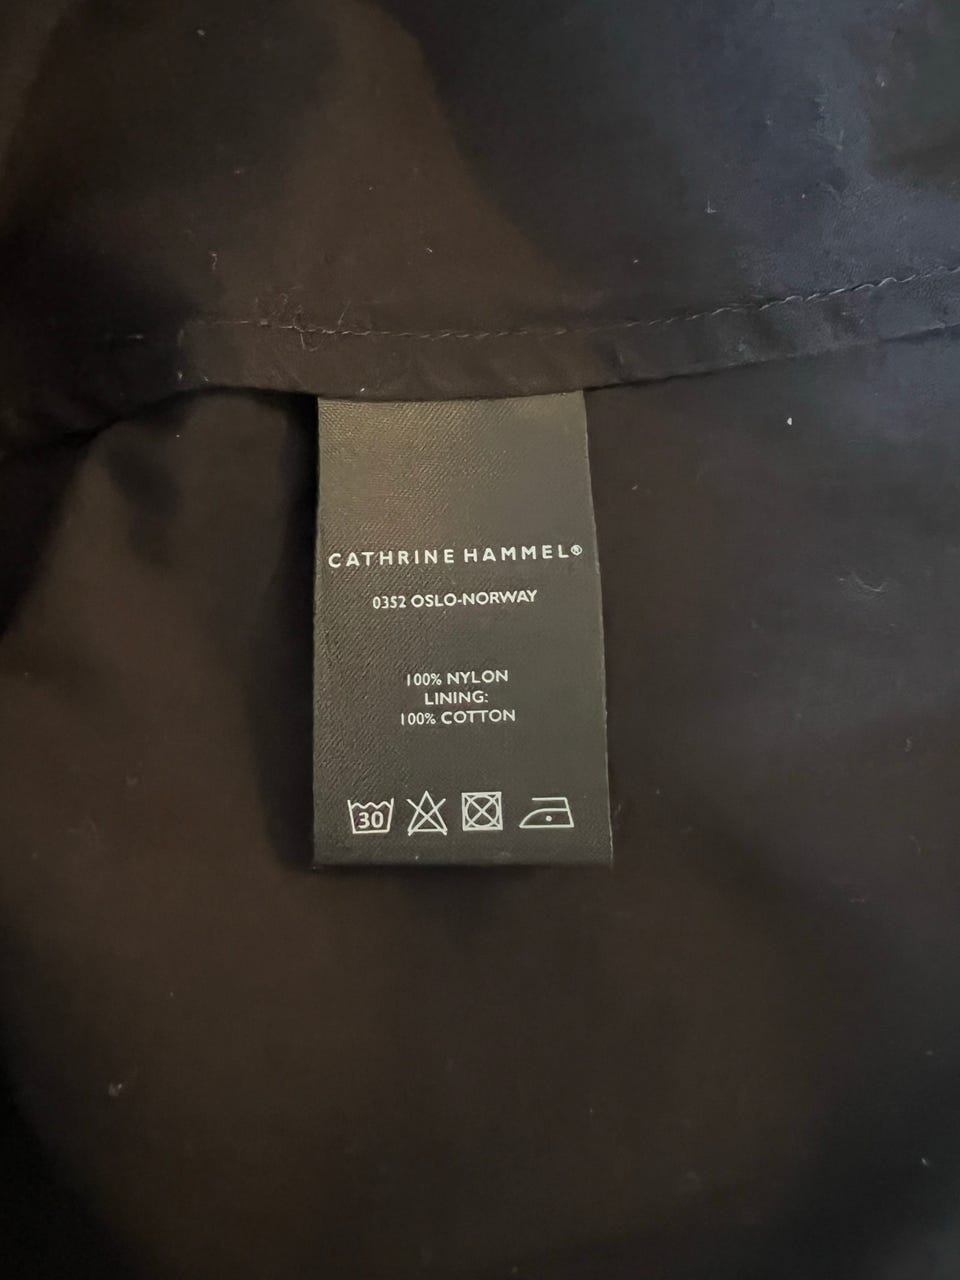 CATHRINE HAMMEL®
0352 OSLO-NORWAY
100% NYLON
LINING:
100% COTTON
30